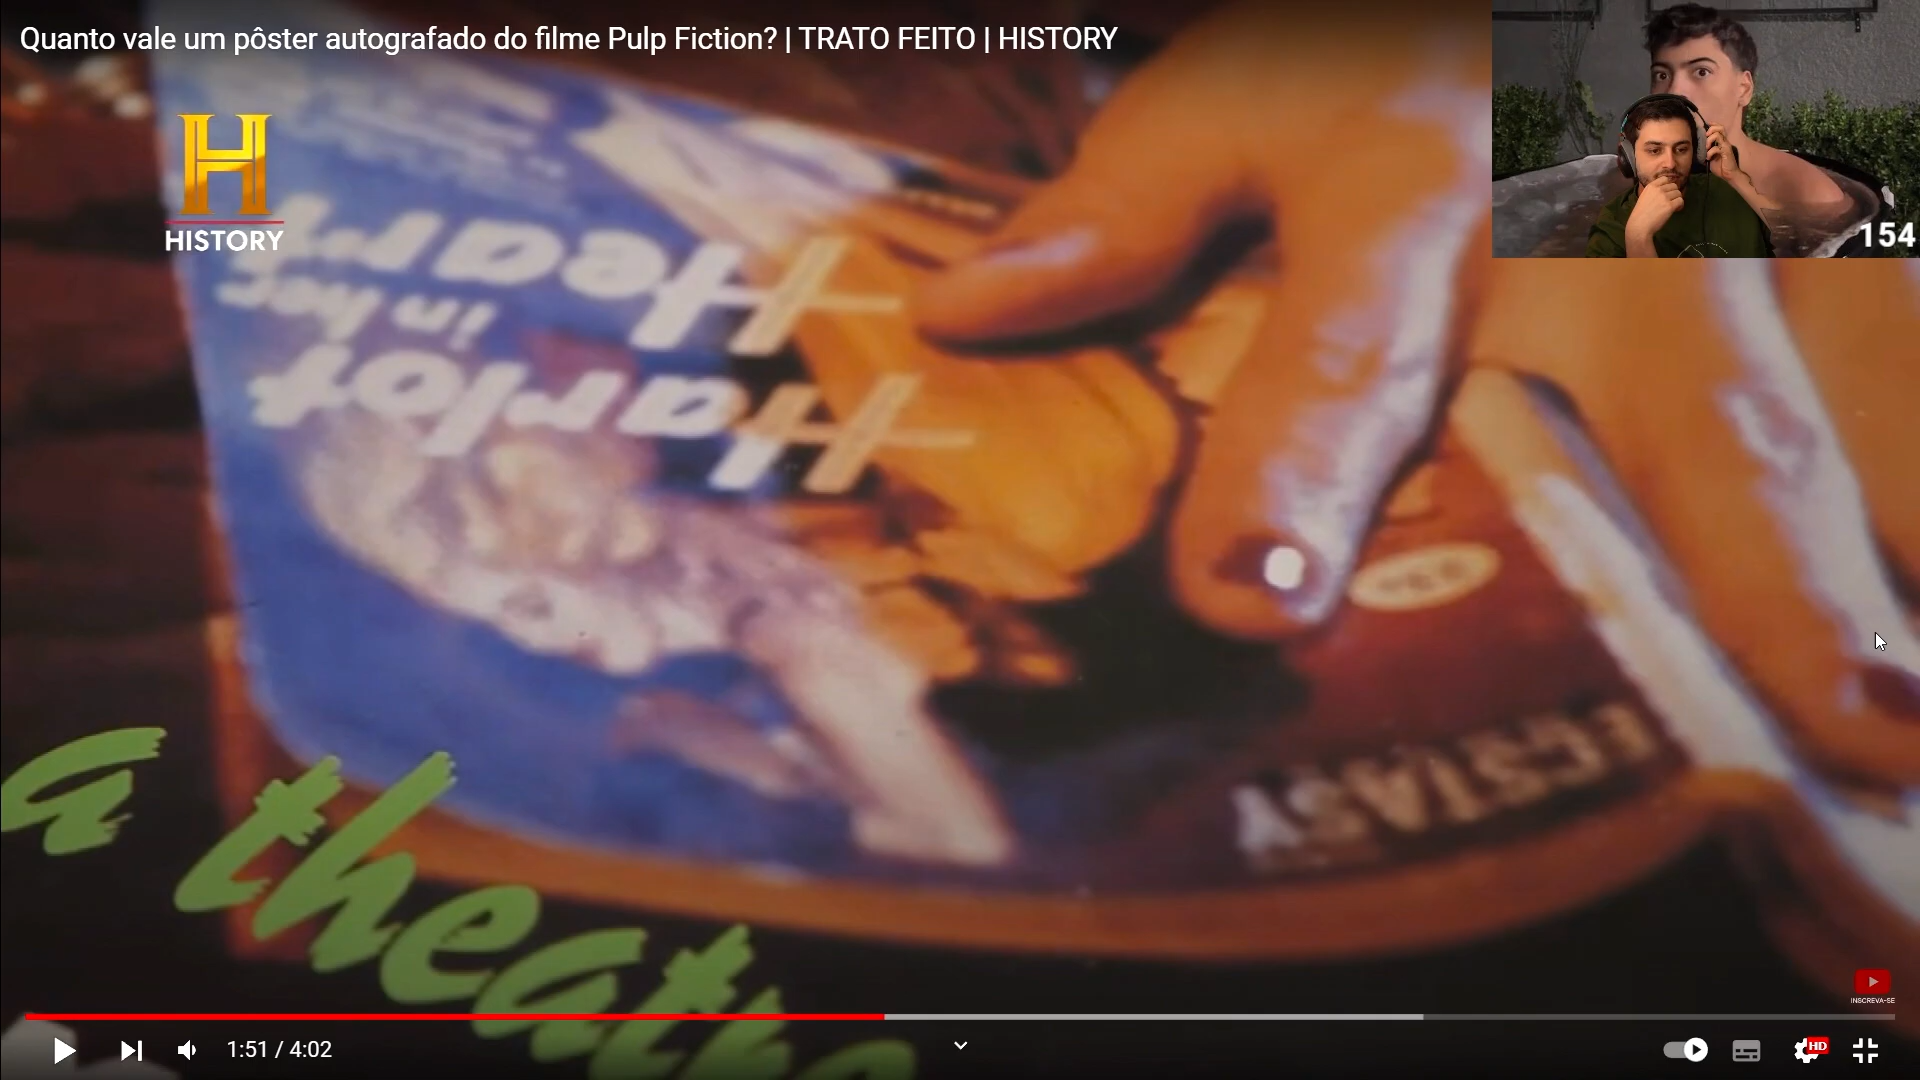 Quanto vale um pôster autografado do filme Pulp Fiction? | TRATO FEITO | HISTORY
H
HISTORY
154
Harlot
in her
Heart
ECSTASY
a theatre
INSCREVA-SE
1:51 / 4:02
HD